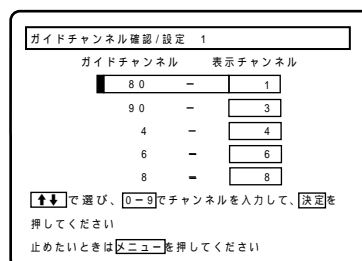 ガイドチャンネル確認/設定 1
ガイドチャンネル 表示チャンネル
80 － 1
90 － 3
4 － 4
6 － 6
8 － 8
⬆⬇で選び、0－9でチャンネルを入力して、決定を
押してください
止めたいときはメニューを押してください